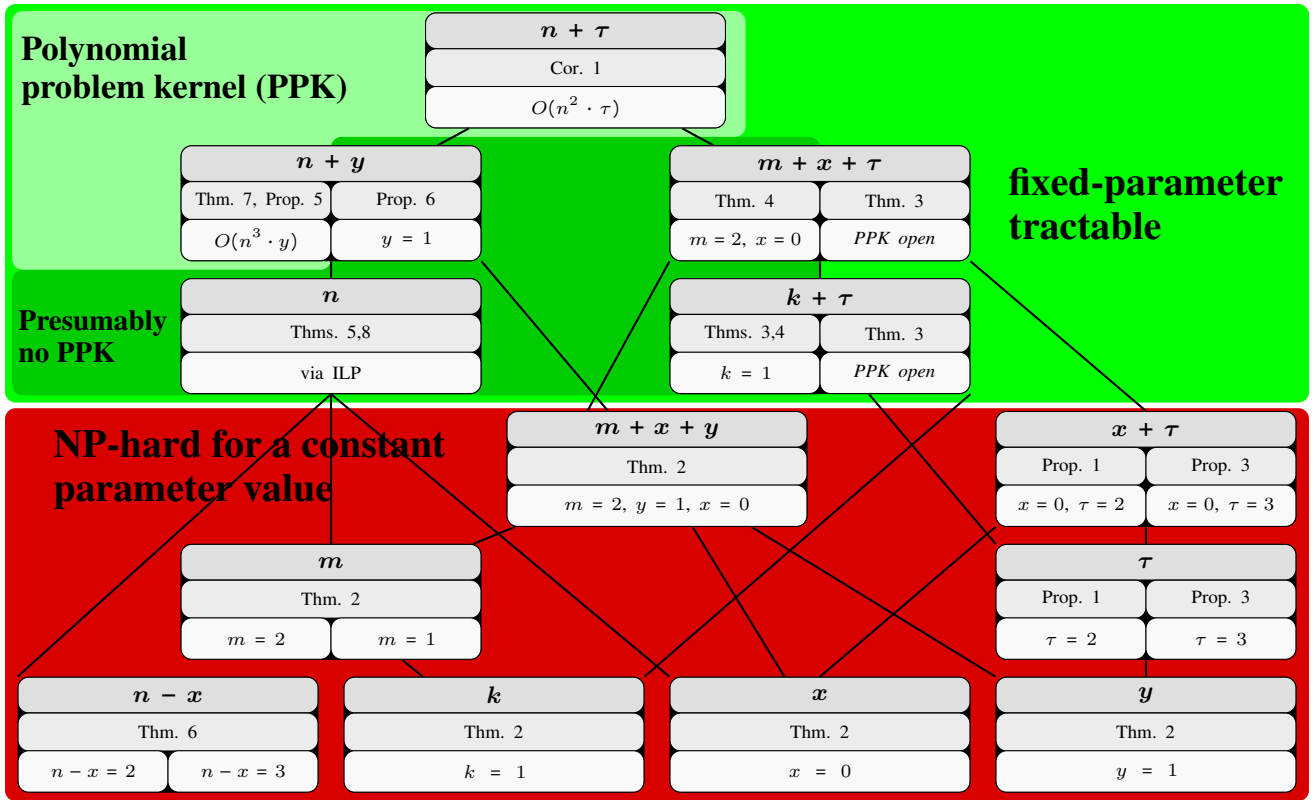 Polynomial
problem kernel (PPK)
n + τ
Cor. 1
O(n² · τ)
n + y
Thm. 7, Prop. 5
Prop. 6
O(n³ · y)
y = 1
m + x + τ
Thm. 4
Thm. 3
m = 2, x = 0
PPK open
fixed-parameter
tractable
Presumably
no PPK
n
Thms. 5,8
via ILP
k + τ
Thms. 3,4
Thm. 3
k = 1
PPK open
NP-hard for a constant
parameter value
m + x + y
Thm. 2
m = 2, y = 1, x = 0
x + τ
Prop. 1
Prop. 3
x = 0, τ = 2
x = 0, τ = 3
m
Thm. 2
m = 2
m = 1
τ
Prop. 1
Prop. 3
τ = 2
τ = 3
n − x
Thm. 6
n − x = 2
n − x = 3
k
Thm. 2
k = 1
x
Thm. 2
x = 0
y
Thm. 2
y = 1